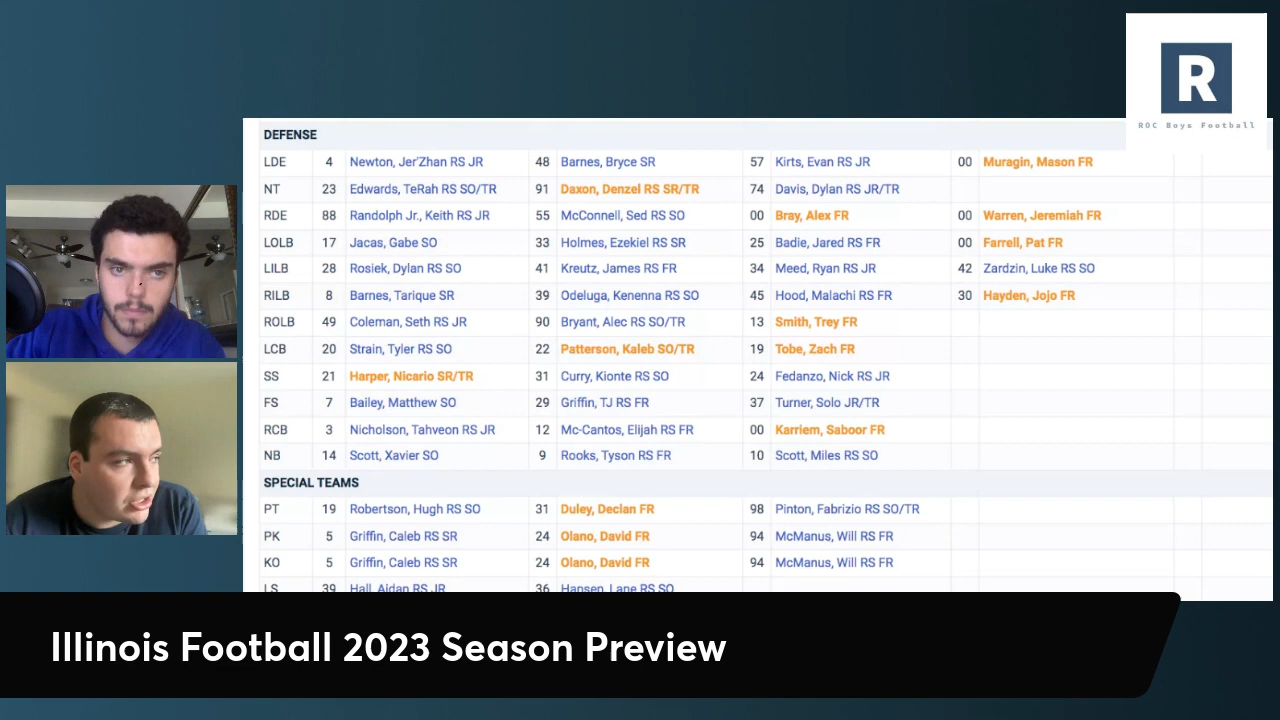 R
ROC Boys Football
DEFENSE
LDE 4 Newton, Jer'Zhan RS JR 48 Barnes, Bryce SR 57 Kirts, Evan RS JR 00 Muragin, Mason FR
NT 23 Edwards, TeRah RS SO/TR 91 Daxon, Denzel RS SR/TR 74 Davis, Dylan RS JR/TR
RDE 88 Randolph Jr., Keith RS JR 55 McConnell, Sed RS SO 00 Bray, Alex FR 00 Warren, Jeremiah FR
LOLB 17 Jacas, Gabe SO 33 Holmes, Ezekiel RS SR 25 Badie, Jared RS FR 00 Farrell, Pat FR
LILB 28 Rosiek, Dylan RS SO 41 Kreutz, James RS FR 34 Meed, Ryan RS JR 42 Zardzin, Luke RS SO
RILB 8 Barnes, Tarique SR 39 Odeluga, Kenenna RS SO 45 Hood, Malachi RS FR 30 Hayden, Jojo FR
ROLB 49 Coleman, Seth RS JR 90 Bryant, Alec RS SO/TR 13 Smith, Trey FR
LCB 20 Strain, Tyler RS SO 22 Patterson, Kaleb SO/TR 19 Tobe, Zach FR
SS 21 Harper, Nicario SR/TR 31 Curry, Kionte RS SO 24 Fedanzo, Nick RS JR
FS 7 Bailey, Matthew SO 29 Griffin, TJ RS FR 37 Turner, Solo JR/TR
RCB 3 Nicholson, Tahveon RS JR 12 Mc-Cantos, Elijah RS FR 00 Karriem, Saboor FR
NB 14 Scott, Xavier SO 9 Rooks, Tyson RS FR 10 Scott, Miles RS SO
SPECIAL TEAMS
PT 19 Robertson, Hugh RS SO 31 Duley, Declan FR 98 Pinton, Fabrizio RS SO/TR
PK 5 Griffin, Caleb RS SR 24 Olano, David FR 94 McManus, Will RS FR
KO 5 Griffin, Caleb RS SR 24 Olano, David FR 94 McManus, Will RS FR
LS 39 Hall, Aidan RS JR 36 Hansen, Lane RS SO
Illinois Football 2023 Season Preview